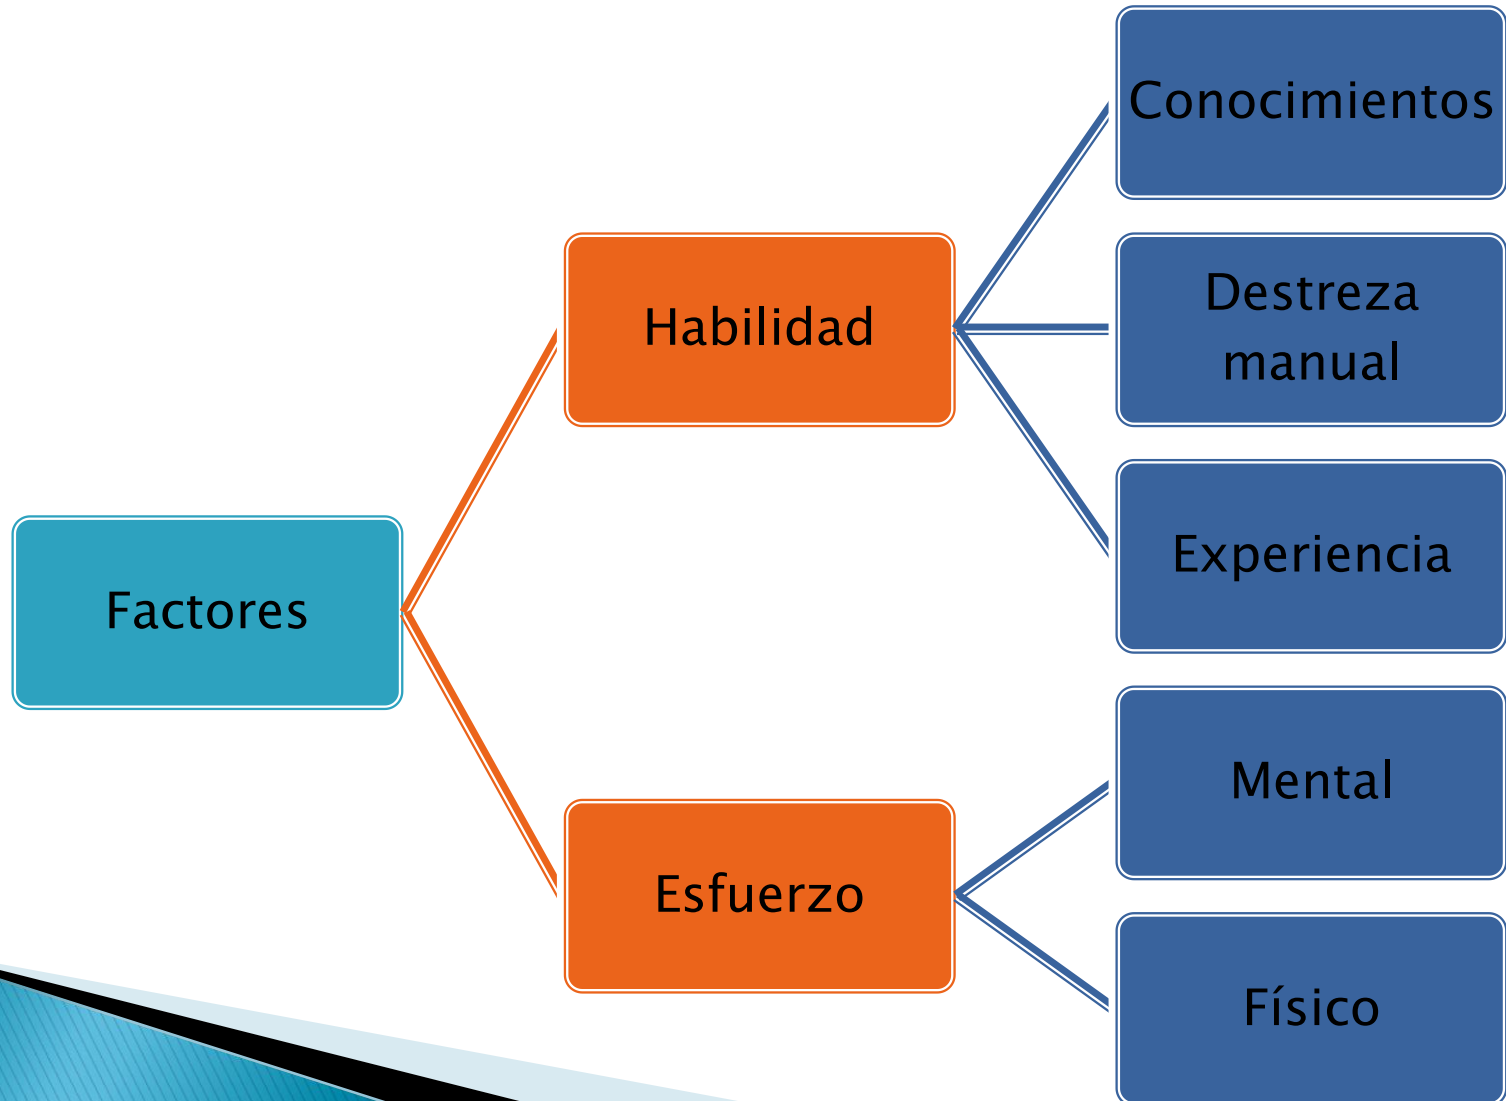 Factores
Habilidad
Conocimientos
Destreza
manual
Experiencia
Esfuerzo
Mental
Físico